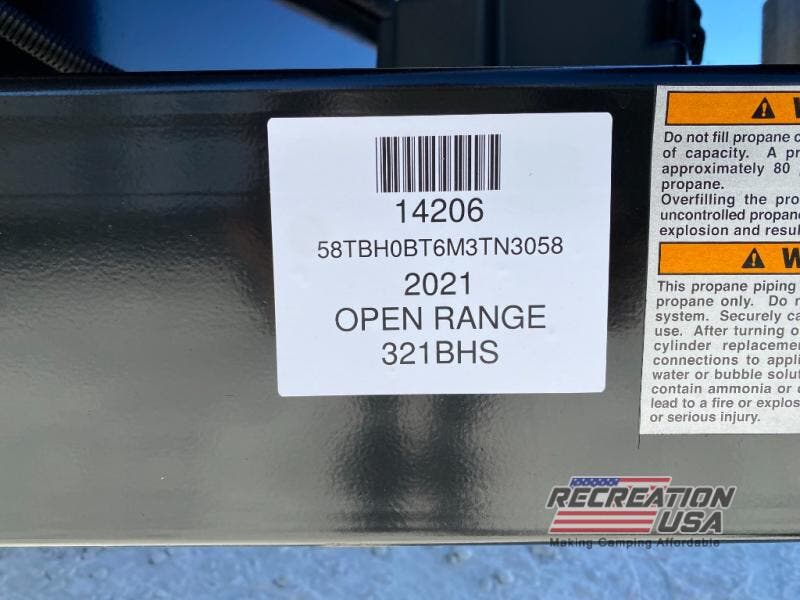 14206
58TBH0BT6M3TN3058
2021
OPEN RANGE
321BHS
Do not fill propane
of capacity. A
approximately 80
propane.
Overfilling the
uncontrolled
explosion and
This propane piping
propane only. Do
system. Securely
use. After turning
cylinder
connections to
water or bubble
contain ammonia or
lead to a fire or
or serious injury.
RECREATION
USA
Making Camping Affordable